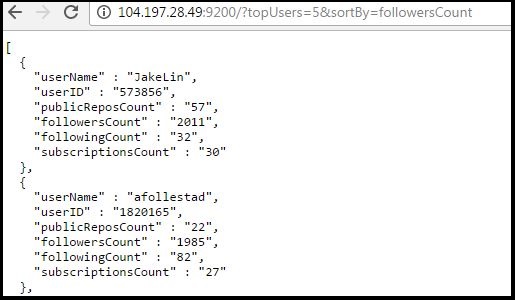 104.197.28.49:9200/?topUsers=5&sortBy=followersCount
[
{
"userName" : "JakeLin",
"userID" : "573856",
"publicReposCount" : "57",
"followersCount" : "2011",
"followingCount" : "32",
"subscriptionsCount" : "30"
},
{
"userName" : "afollestad",
"userID" : "1820165",
"publicReposCount" : "22",
"followersCount" : "1985",
"followingCount" : "82",
"subscriptionsCount" : "27"
},